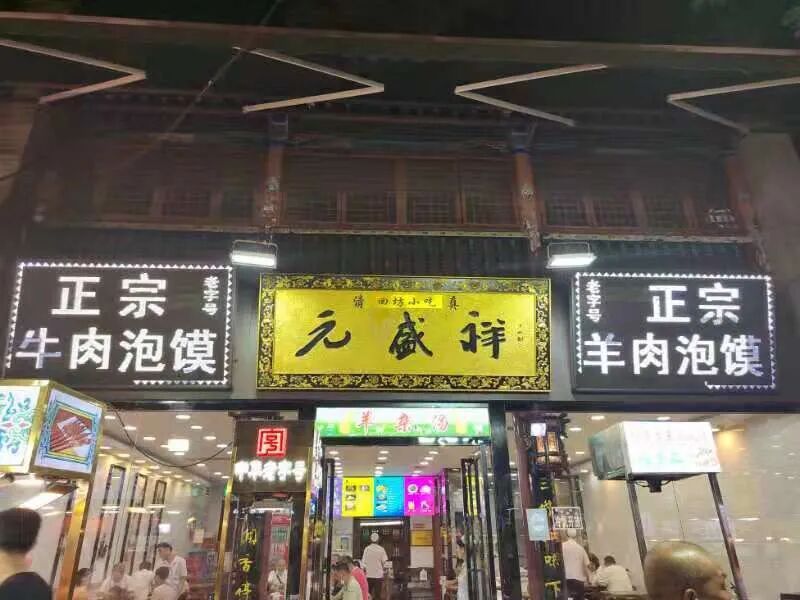 老字号
正宗
牛肉泡馍
清 回坊小吃 真
元盛祥
老字号
正宗
羊肉泡馍
羊杂汤
中华老字号